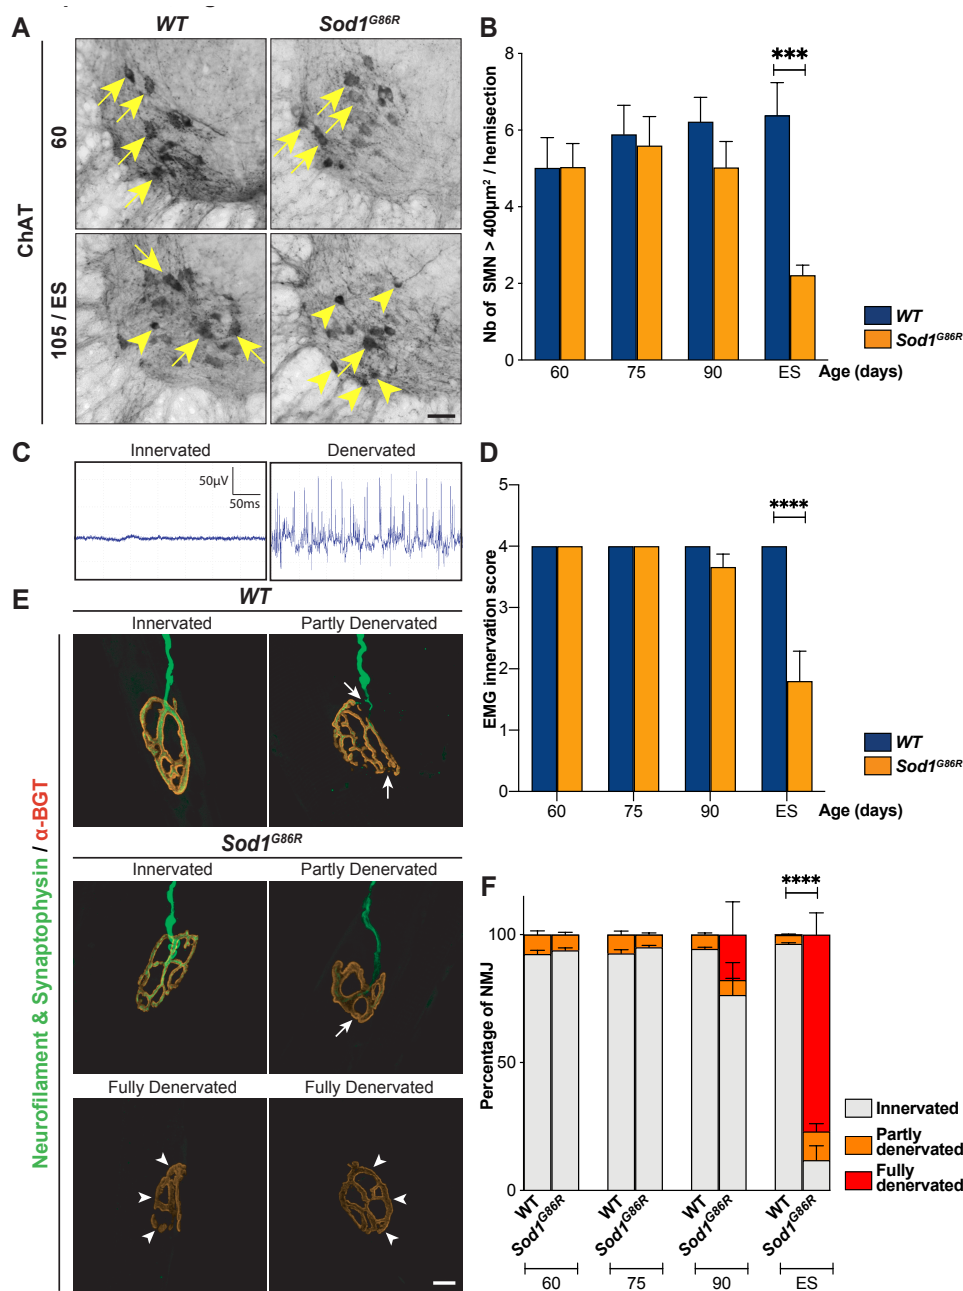 A
WT
Sod1G86R
ChAT
60
105 / ES
B
8
6
4
2
0
Nb of SMN > 400µm² / hemisection
***
WT
Sod1G86R
60
75
90
ES
Age (days)
C
Innervated
Denervated
50µV
50ms
D
5
4
3
2
1
0
EMG innervation score
****
WT
Sod1G86R
60
75
90
ES
Age (days)
E
WT
Innervated
Partly Denervated
Sod1G86R
Innervated
Partly Denervated
Fully Denervated
Fully Denervated
Neurofilament & Synaptophysin / α-BGT
F
****
100
50
0
Percentage of NMJ
Innervated
Partly
denervated
Fully
denervated
WT
Sod1G86R
WT
Sod1G86R
WT
Sod1G86R
WT
Sod1G86R
60
75
90
ES